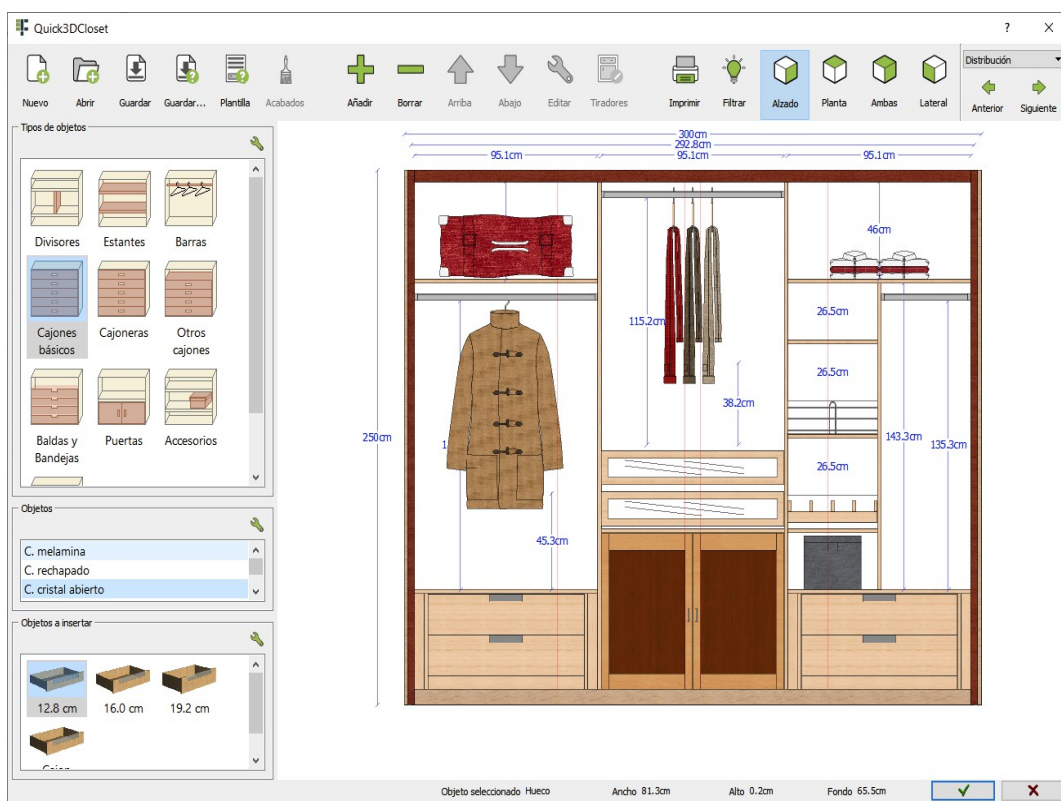 Quick3DCloset
? X
Nuevo Abrir Guardar Guardar... Plantilla Acabados Añadir Borrar Arriba Abajo Editar Tiradores Imprimir Filtrar Alzado Planta Ambas Lateral
Distribución
Anterior Siguiente
Tipos de objetos
Divisores Estantes Barras
Cajones básicos
Cajoneras
Otros cajones
Baldas y Bandejas
Puertas Accesorios
Objetos
C. melamina
C. rechapado
C. cristal abierto
Objetos a insertar
12.8 cm 16.0 cm 19.2 cm
300cm
292.8cm
95.1cm 95.1cm 95.1cm
46cm
115.2cm
26.5cm
26.5cm
38.2cm
250cm
143.3cm 135.3cm
26.5cm
45.3cm
Objeto seleccionado Hueco Ancho 81.3cm Alto 0.2cm Fondo 65.5cm